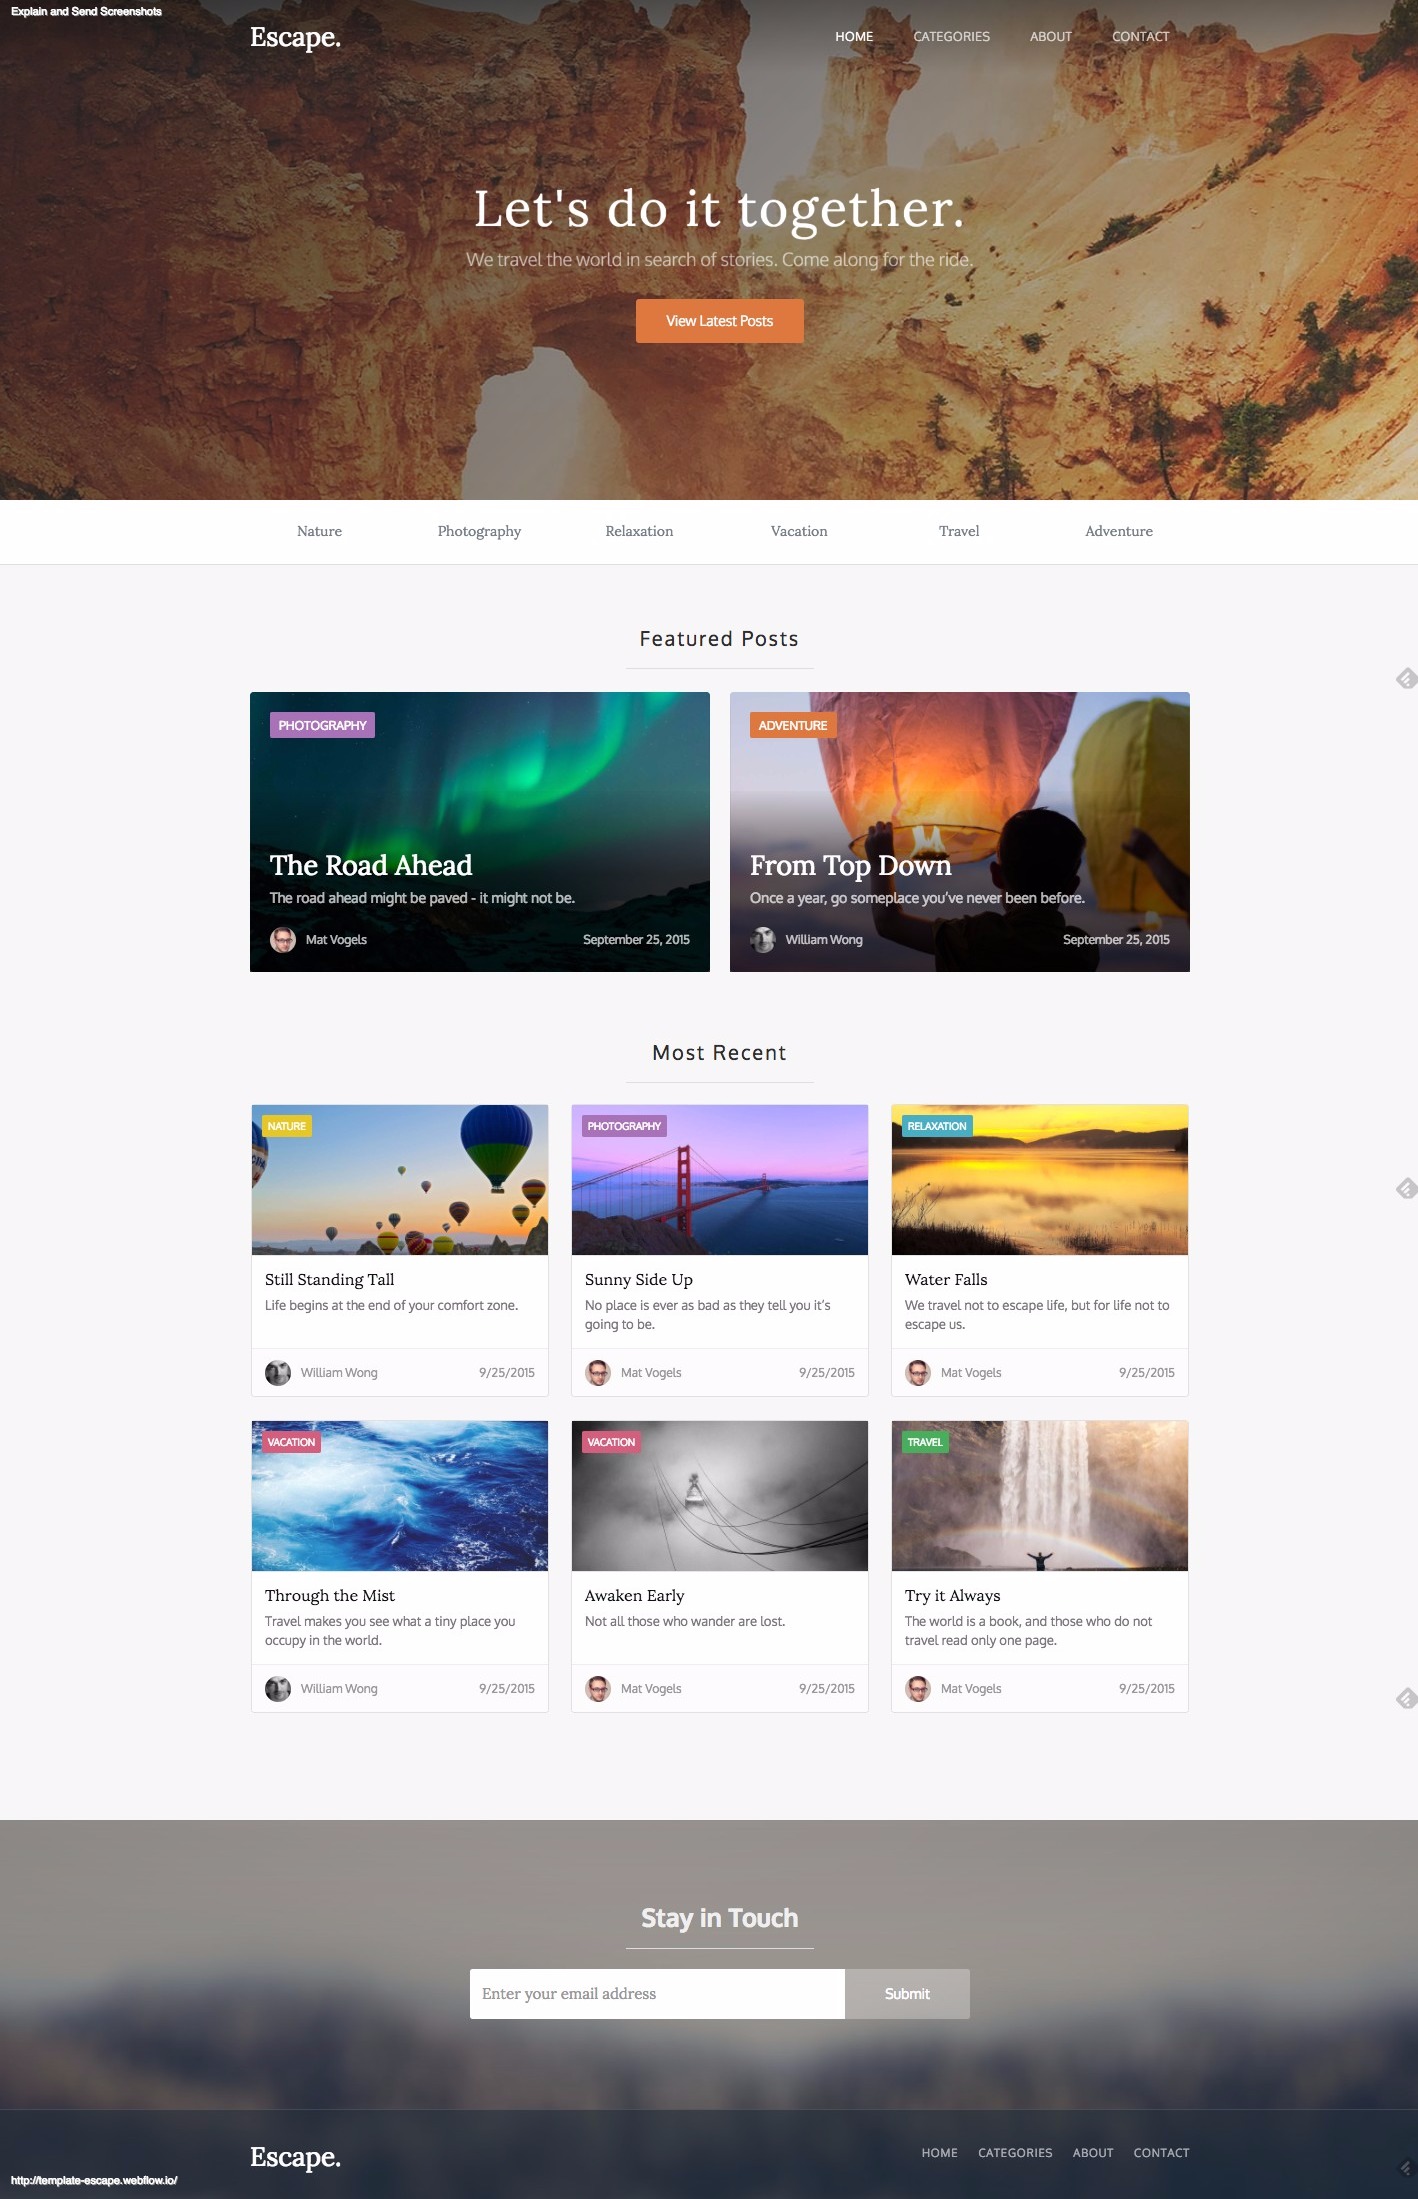 Explain and Send Screenshots
Escape.
HOME CATEGORIES ABOUT CONTACT
Let's do it together.
We travel the world in search of stories. Come along for the ride.
View Latest Posts
Nature Photography Relaxation Vacation Travel Adventure
Featured Posts
PHOTOGRAPHY
The Road Ahead
The road ahead might be paved - it might not be.
Mat Vogels September 25, 2015
ADVENTURE
From Top Down
Once a year, go someplace you’ve never been before.
William Wong September 25, 2015
Most Recent
NATURE
Still Standing Tall
Life begins at the end of your comfort zone.
William Wong 9/25/2015
PHOTOGRAPHY
Sunny Side Up
No place is ever as bad as they tell you it’s
going to be.
Mat Vogels 9/25/2015
RELAXATION
Water Falls
We travel not to escape life, but for life not to
escape us.
Mat Vogels 9/25/2015
VACATION
Through the Mist
Travel makes you see what a tiny place you
occupy in the world.
William Wong 9/25/2015
VACATION
Awaken Early
Not all those who wander are lost.
Mat Vogels 9/25/2015
TRAVEL
Try it Always
The world is a book, and those who do not
travel read only one page.
Mat Vogels 9/25/2015
Stay in Touch
Enter your email address
Submit
Escape.
HOME CATEGORIES ABOUT CONTACT
http://template-escape.webflow.io/